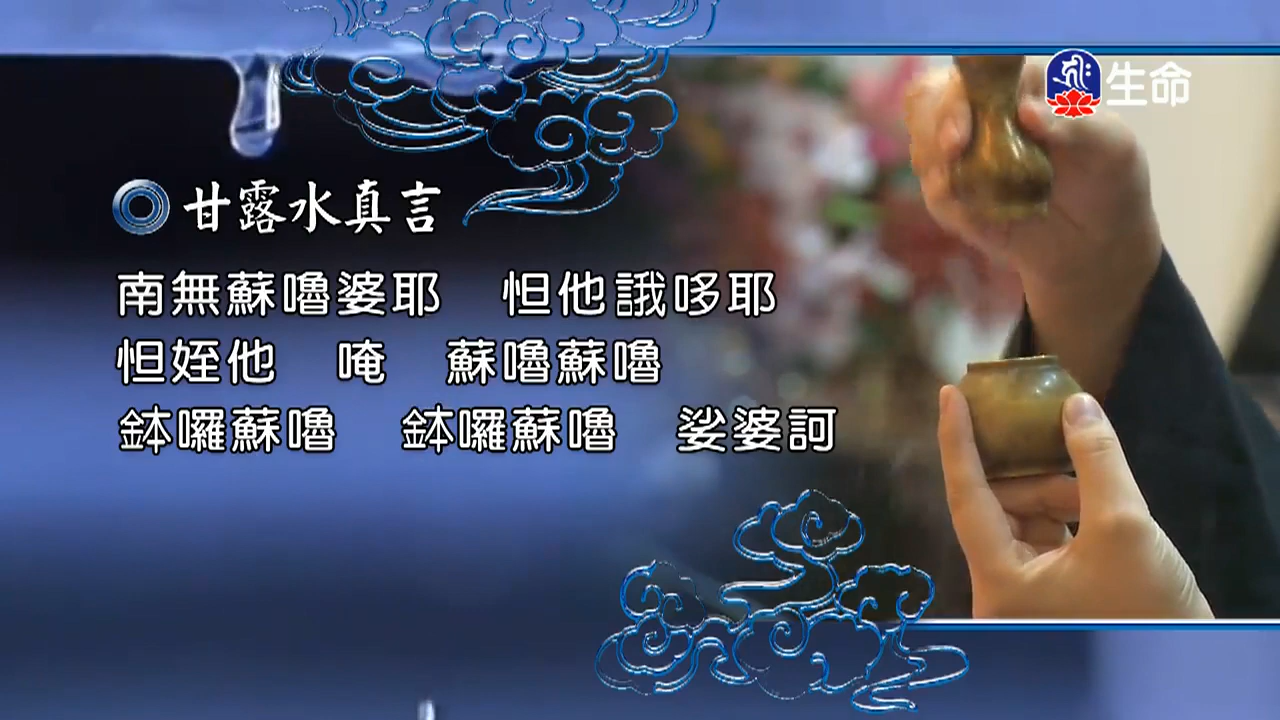 生命
甘露水真言
南無蘇嚕婆耶　怛他誐哆耶
怛姪他　唵　蘇嚕蘇嚕
鉢囉蘇嚕　鉢囉蘇嚕　娑婆訶